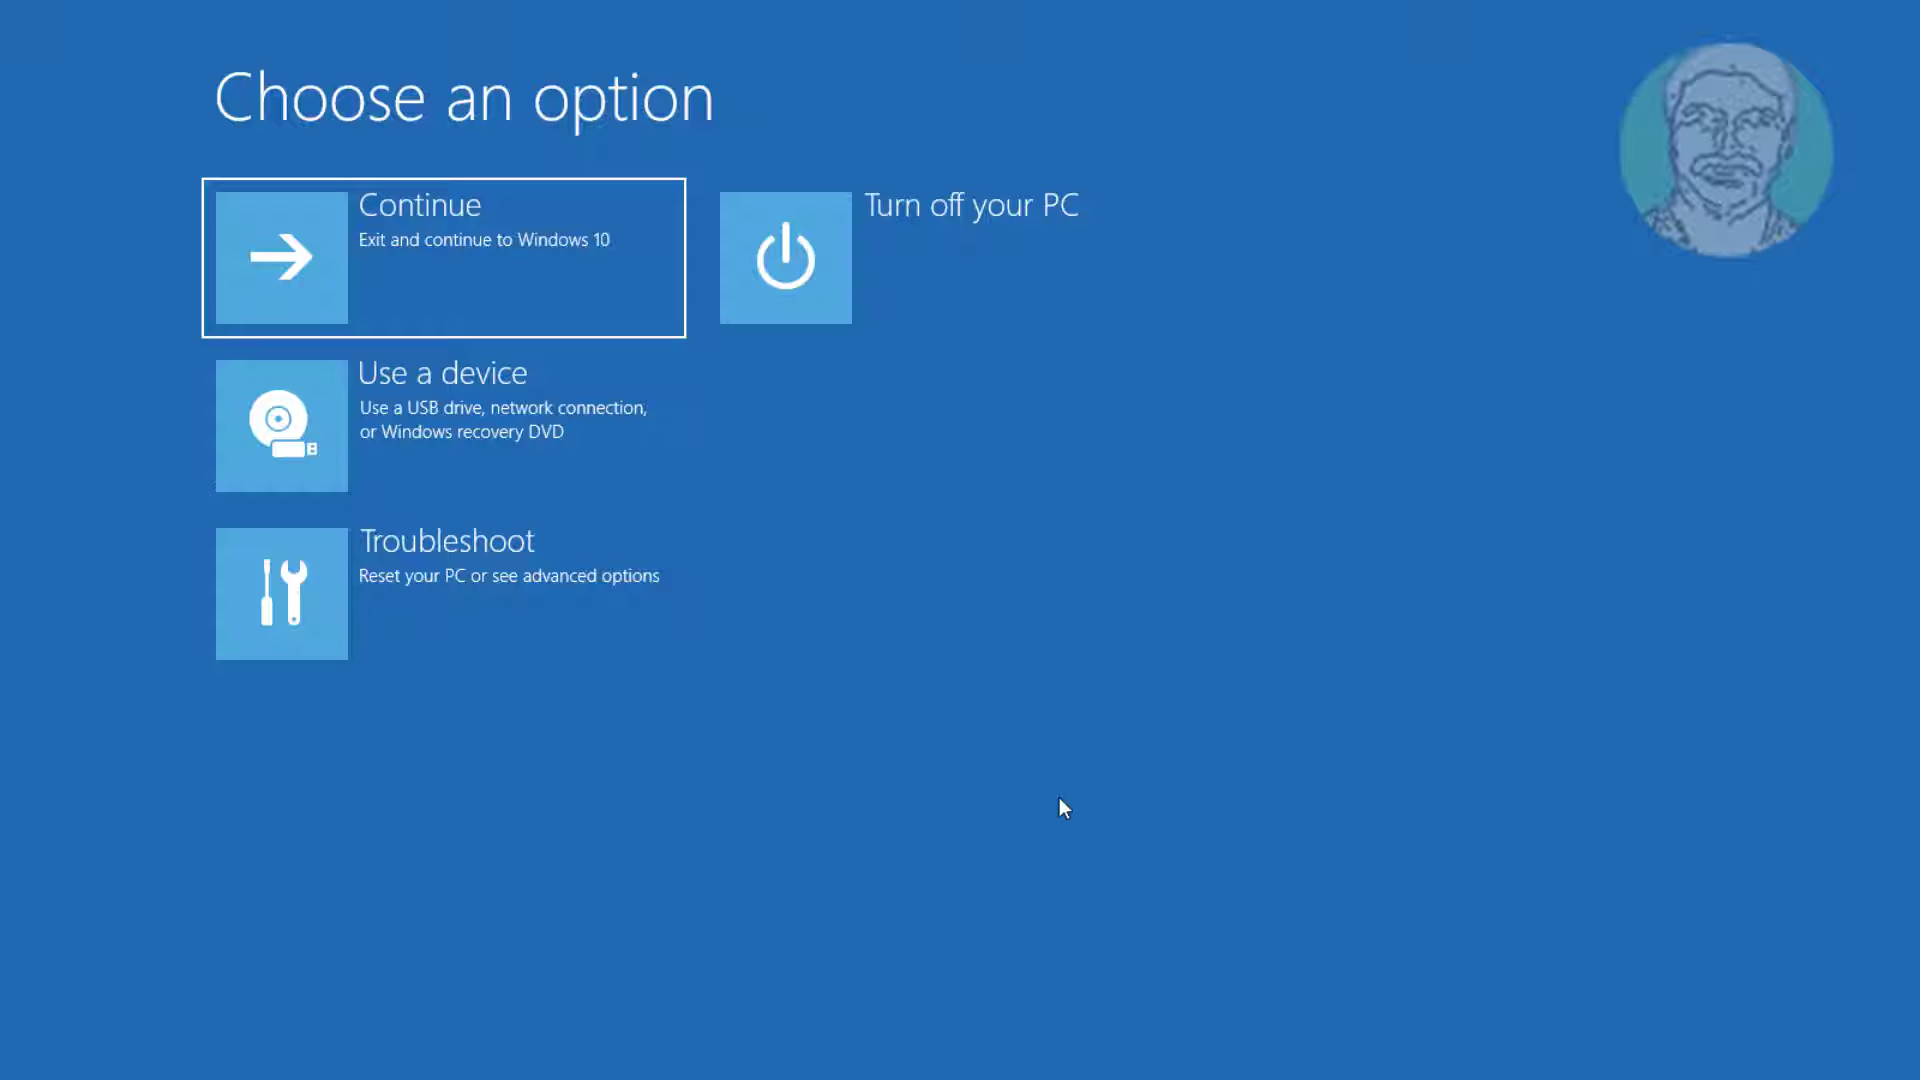 Choose an option
Continue
Exit and continue to Windows 10
Turn off your PC
Use a device
Use a USB drive, network connection,
or Windows recovery DVD
Troubleshoot
Reset your PC or see advanced options